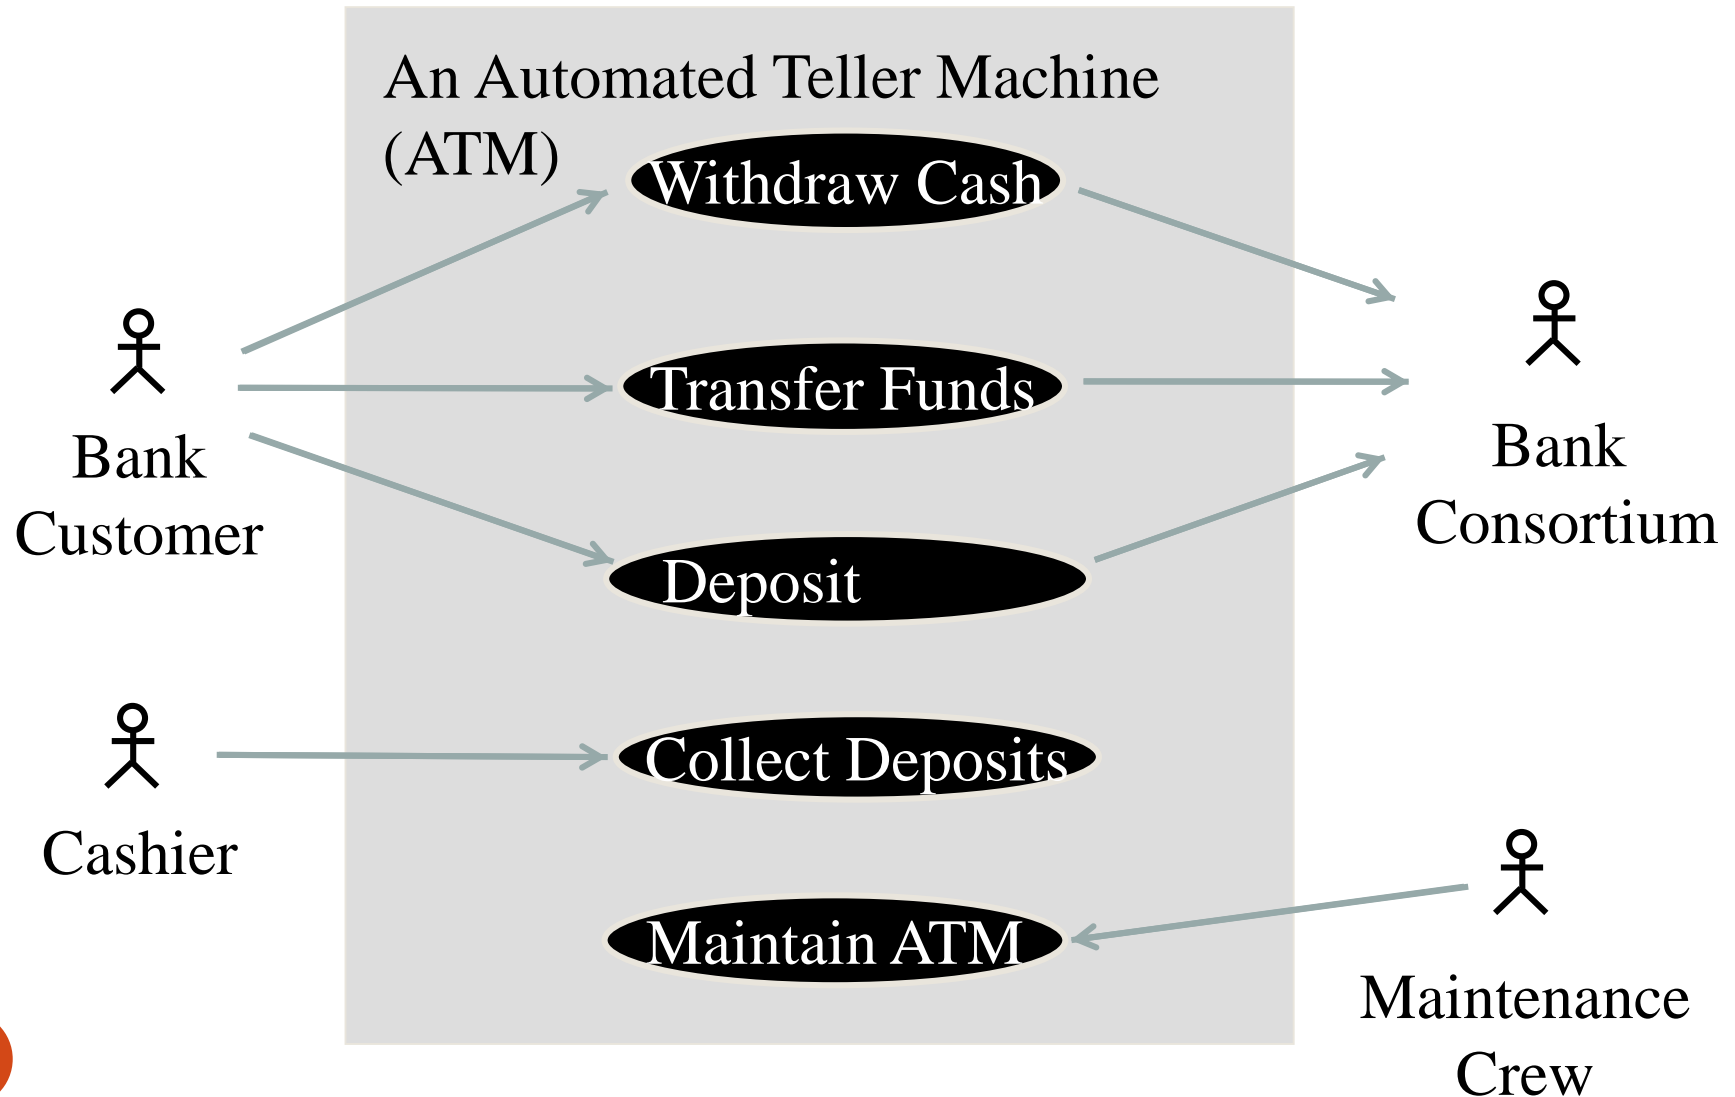 An Automated Teller Machine
(ATM)
Withdraw Cash
Transfer Funds
Bank
Customer
Bank
Consortium
Deposit
Collect Deposits
Cashier
Maintain ATM
Maintenance
Crew